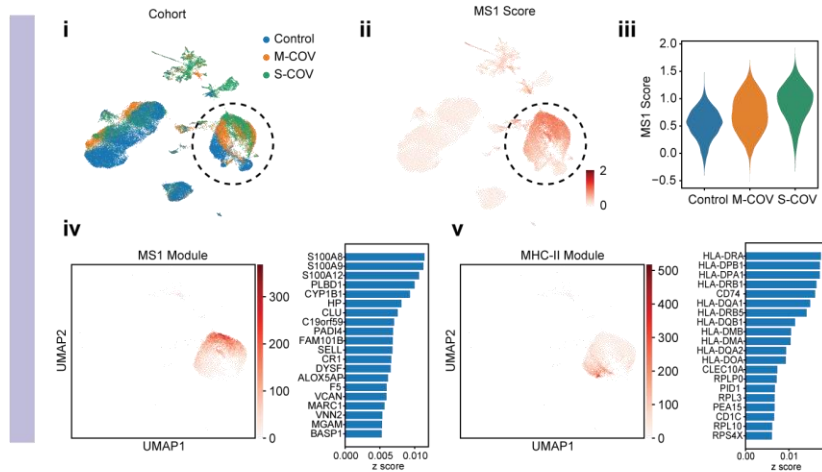 i
Cohort
Control
M-COV
S-COV
ii
MS1 Score
2
0
iii
MS1 Score
2.0
1.5
1.0
0.5
0.0
−0.5
Control M-COV S-COV
iv
MS1 Module
UMAP2
UMAP1
300
200
100
0
S100A8
S100A9
S100A12
PLBD1
CYP1B1
HP
CLU
C19orf59
PADI4
FAM101B
SELL
CR1
DYSF
ALOX5AP
F5
VCAN
MARC1
VNN2
MGAM
BASP1
0.000 0.005 0.010
z score
v
MHC-II Module
UMAP2
UMAP1
500
400
300
200
100
0
HLA-DRA
HLA-DPB1
HLA-DPA1
HLA-DRB1
CD74
HLA-DQA1
HLA-DRB5
HLA-DQB1
HLA-DMB
HLA-DMA
HLA-DQA2
HLA-DOA
CLEC10A
RPLP0
PID1
RPL3
PEA15
CD1C
RPL10
RPS4X
0.00 0.01
z score